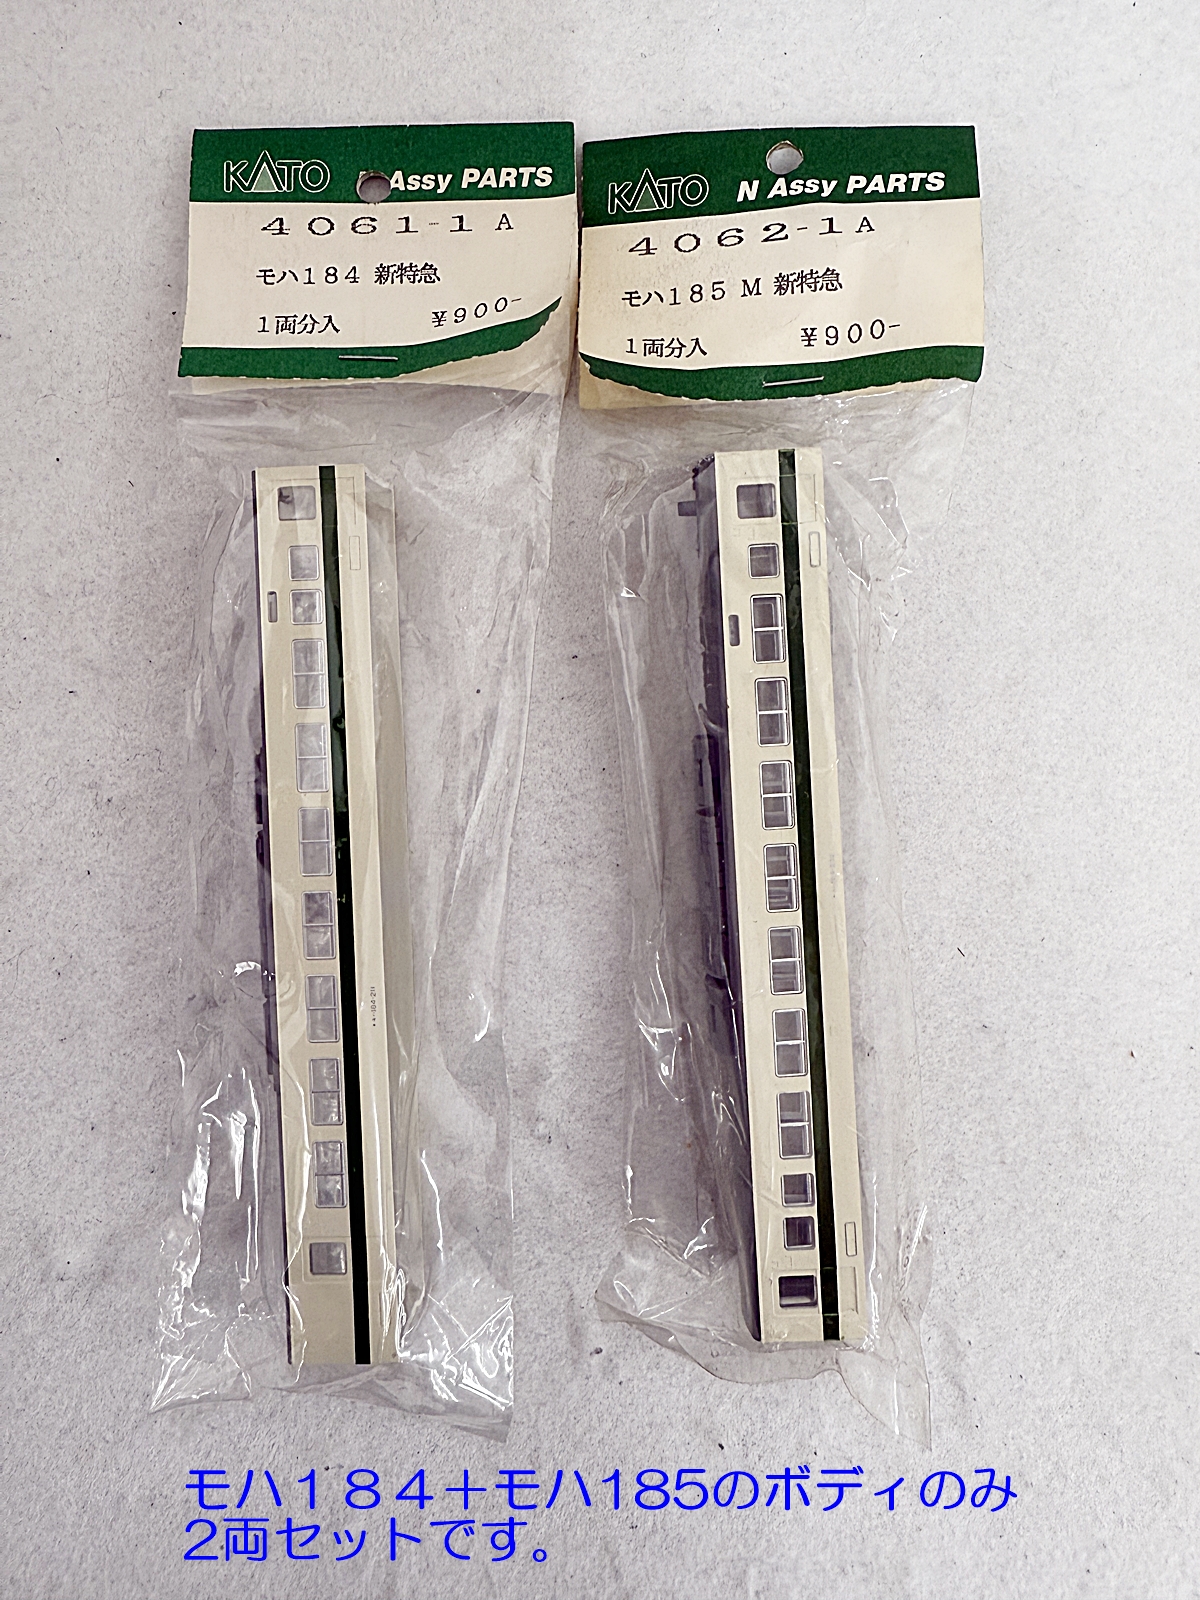 KATO Assy PARTS
4061-1 A
モハ184 新特急
1両分入 ¥900-
KATO N Assy PARTS
4062-1A
モハ185 M 新特急
1両分入 ¥900-
モハ184＋モハ185のボディのみ
2両セットです。